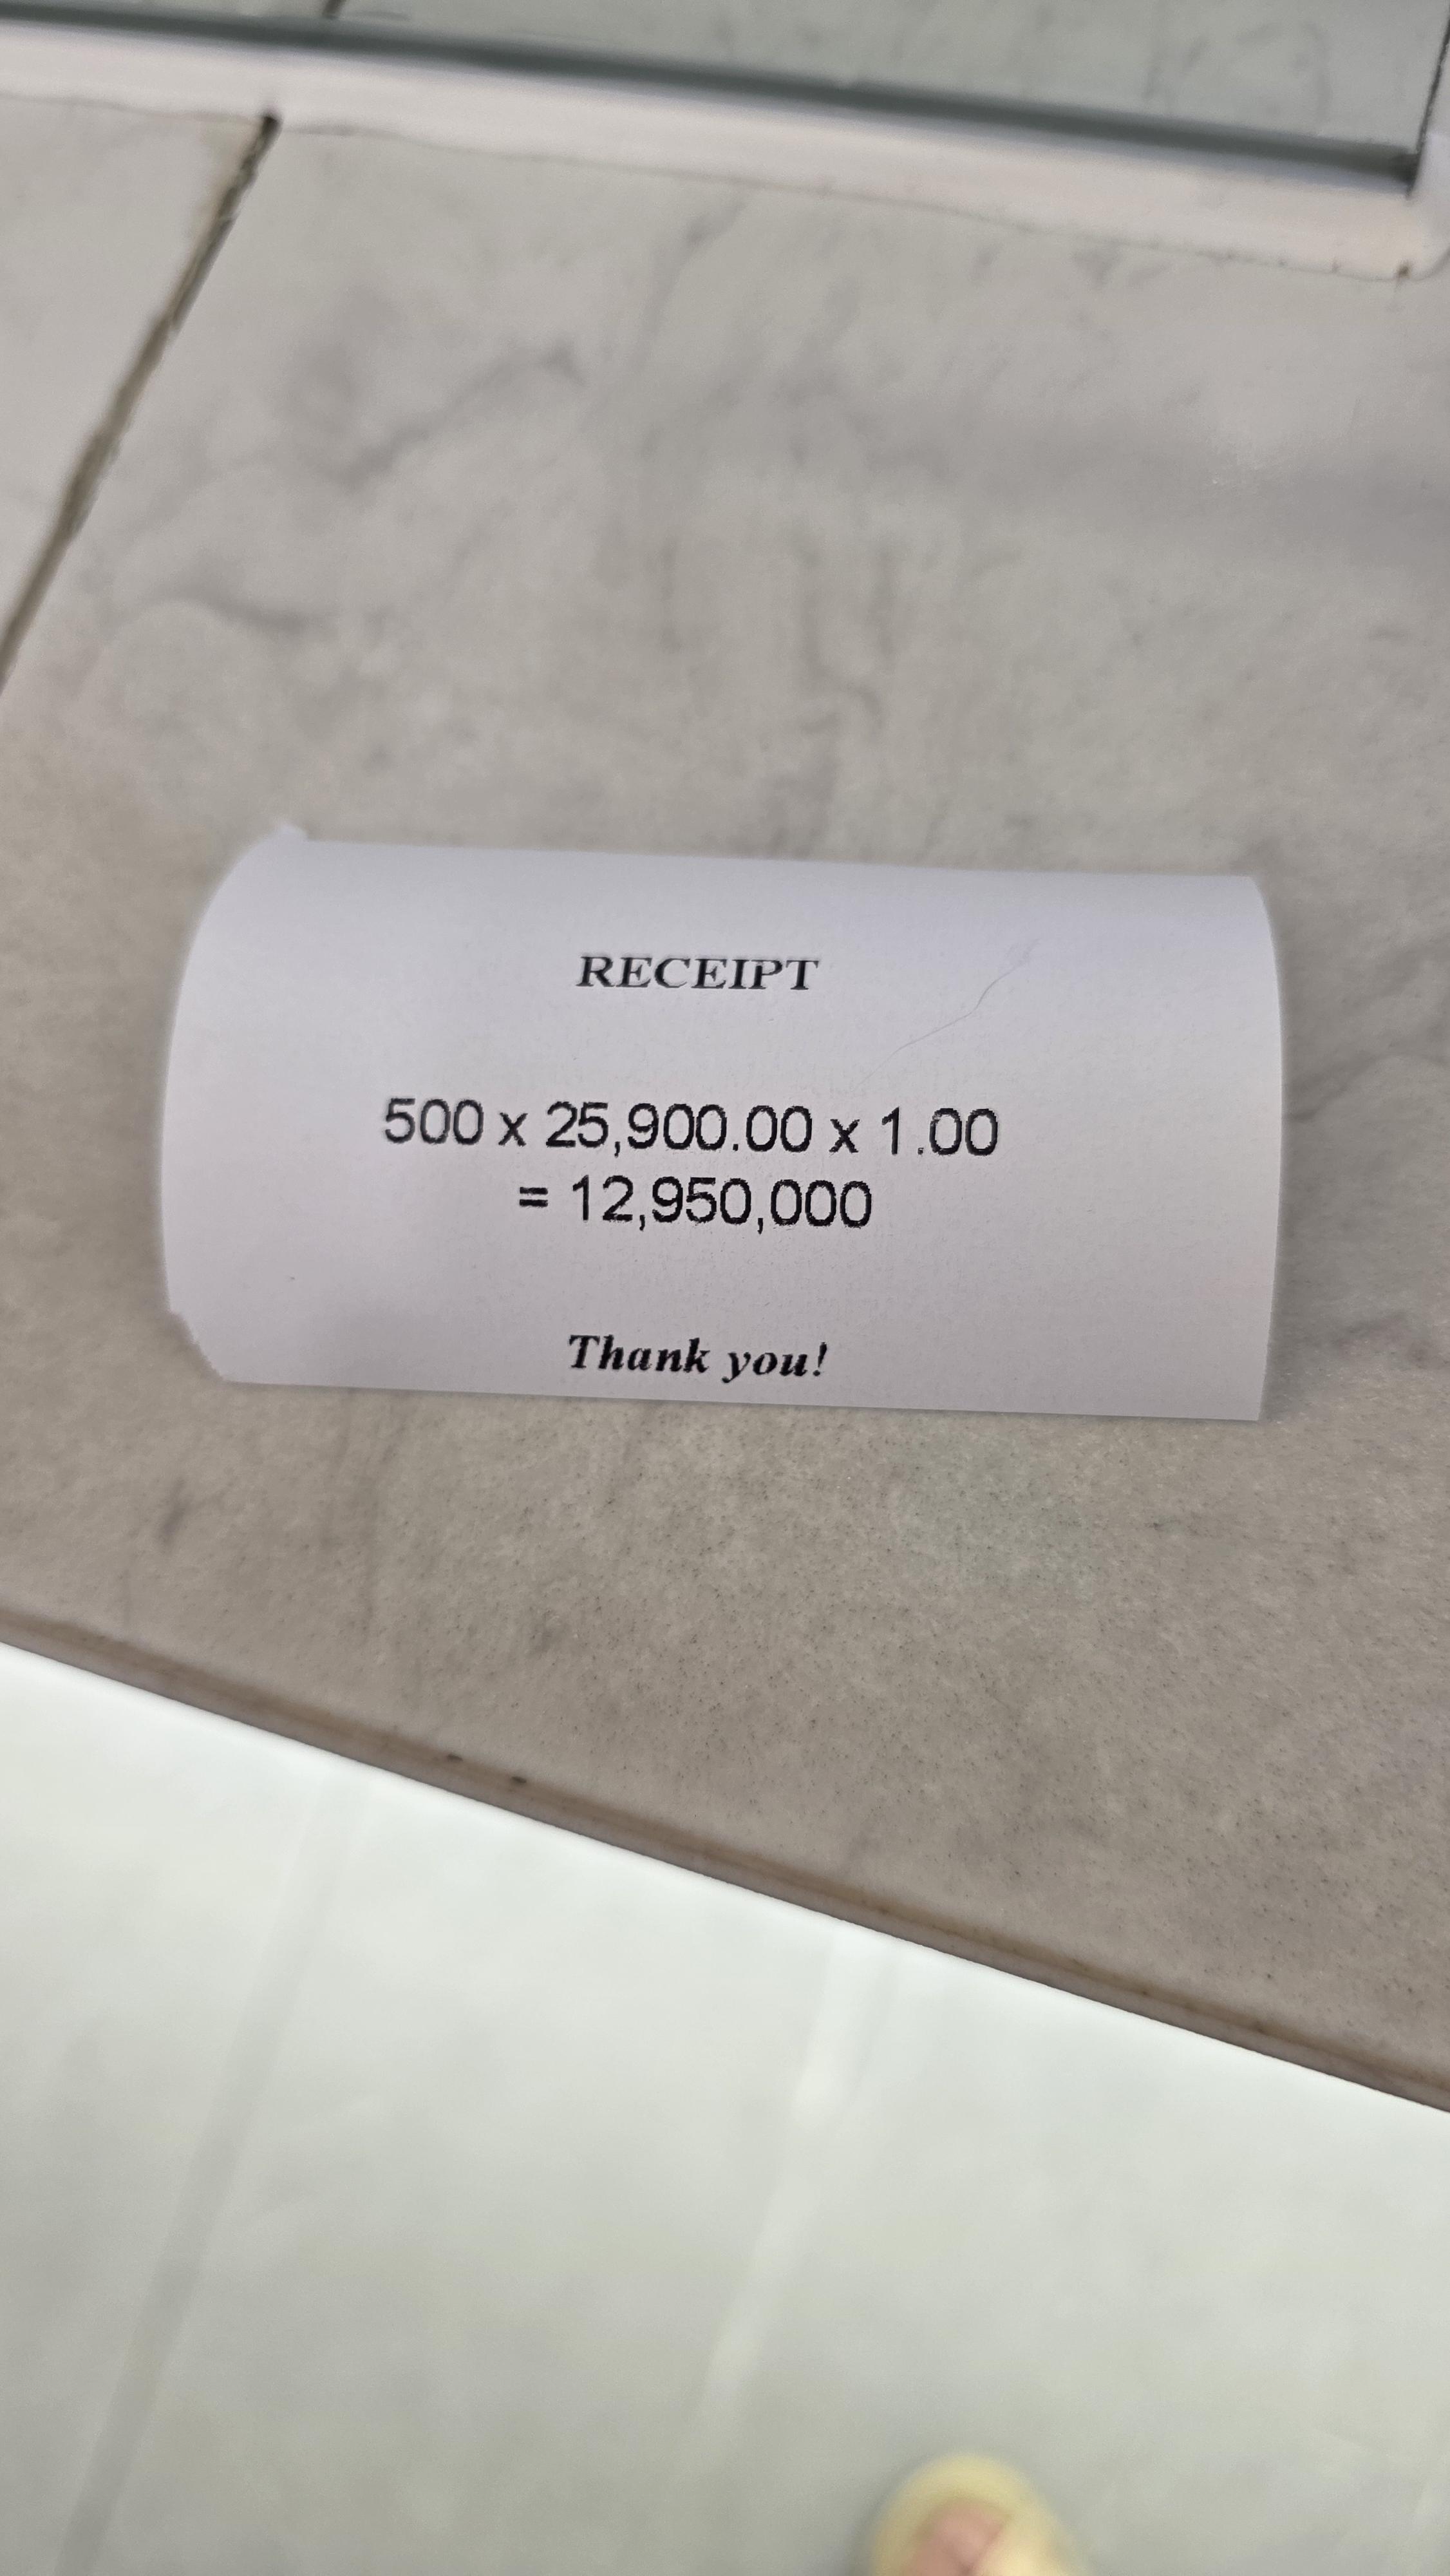 RECEIPT
500 x 25,900.00 x 1.00
= 12,950,000
Thank you!